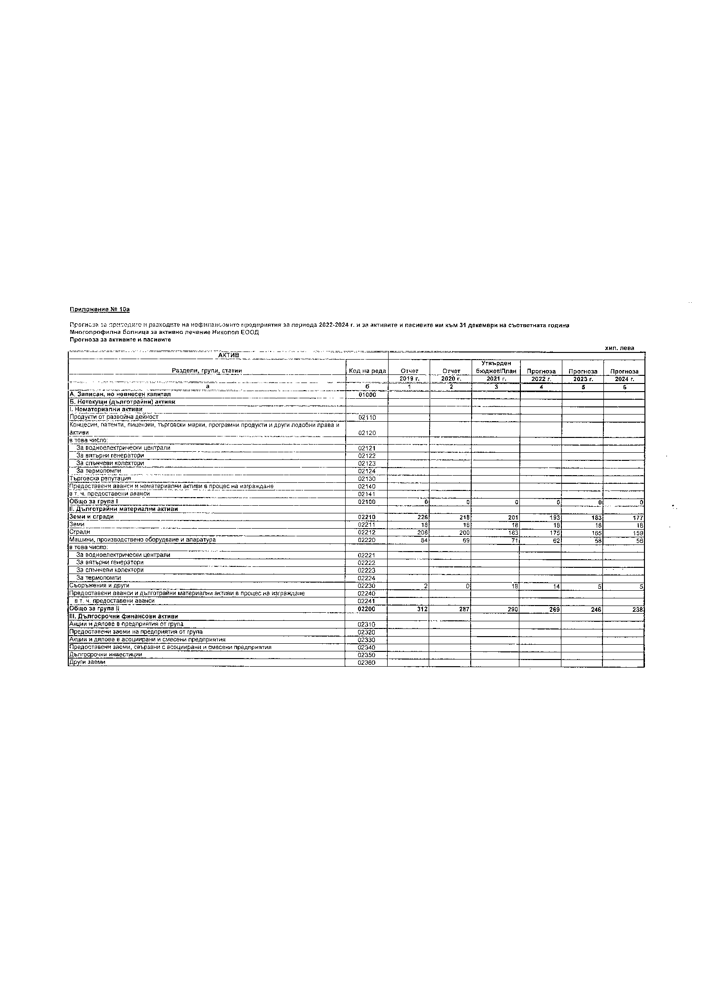 Приложение № 10а
Прогноза за приходите и разходите на нефинансовите предприятия за периода 2022-2024 г. и за активите и пасивите им към 31 декември на съответната година
Многопрофилна болница за активно лечение Никопол ЕООД
Прогноза за активите и пасивите
хил. лева
АКТИВ
Раздели, групи, статии Код на реда Отчет Отчет Утвърден бюджет/План Прогноза Прогноза Прогноза
2019 г. 2020 г. 2021 г. 2022 г. 2023 г. 2024 г.
а б 1 2 3 4 5 6
А. Записан, но невнесен капитал 01000
Б. Нетекущи (дълготрайни) активи
I. Нематериални активи
Продукти от развойна дейност 02110
Концесии, патенти, лицензии, търговски марки, програмни продукти и други подобни права и
активи 02120
в това число:
За водноелектрически централи 02121
За вятърни генератори 02122
За слънчеви колектори 02123
За термопомпи 02124
Търговска репутация 02130
Предоставени аванси и нематериални активи в процес на изграждане 02140
в т. ч. предоставени аванси 02141
Общо за група I 02100 0 0 0 0 0 0
II. Дълготрайни материални активи
Земи и сгради 02210 226 218 201 193 183 177
Земи 02211 18 18 18 18 18 18
Сгради 02212 208 200 183 175 165 159
Машини, производствено оборудване и апаратура 02220 84 69 71 62 58 56
в това число:
За водноелектрически централи 02221
За вятърни генератори 02222
За слънчеви колектори 02223
За термопомпи 02224
Съоръжения и други 02230 2 0 18 14 5 5
Предоставени аванси и дълготрайни материални активи в процес на изграждане 02240
в т. ч. предоставени аванси 02241
Общо за група II 02200 312 287 290 269 246 238
III. Дългосрочни финансови активи
Акции и дялове в предприятия от група 02310
Предоставени заеми на предприятия от група 02320
Акции и дялове в асоциирани и смесени предприятия 02330
Предоставени заеми, свързани с асоциирани и смесени предприятия 02340
Дългосрочни инвестиции 02350
Други заеми 02360